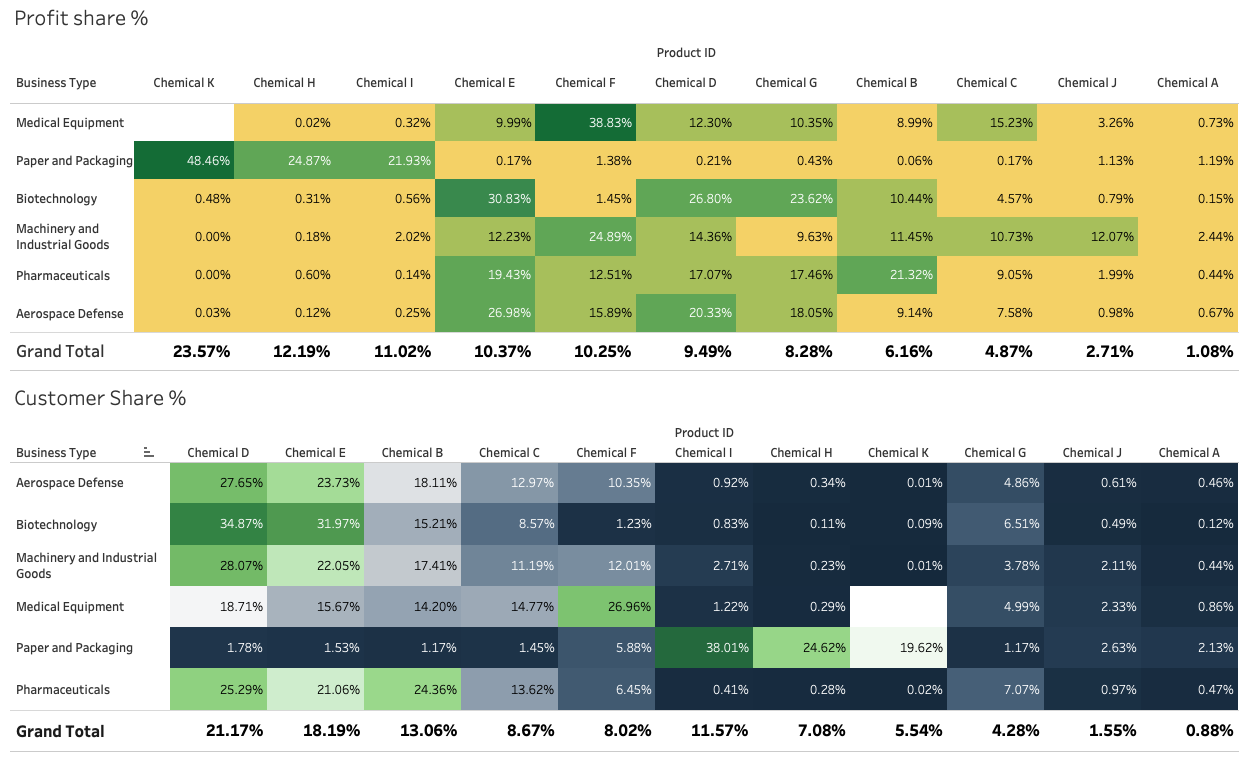 Profit share %
Product ID
Business Type Chemical K Chemical H Chemical I Chemical E Chemical F Chemical D Chemical G Chemical B Chemical C Chemical J Chemical A
Medical Equipment 0.02% 0.32% 9.99% 38.83% 12.30% 10.35% 8.99% 15.23% 3.26% 0.73%
Paper and Packaging 48.46% 24.87% 21.93% 0.17% 1.38% 0.21% 0.43% 0.06% 0.17% 1.13% 1.19%
Biotechnology 0.48% 0.31% 0.56% 30.83% 1.45% 26.80% 23.62% 10.44% 4.57% 0.79% 0.15%
Machinery and
Industrial Goods 0.00% 0.18% 2.02% 12.23% 24.89% 14.36% 9.63% 11.45% 10.73% 12.07% 2.44%
Pharmaceuticals 0.00% 0.60% 0.14% 19.43% 12.51% 17.07% 17.46% 21.32% 9.05% 1.99% 0.44%
Aerospace Defense 0.03% 0.12% 0.25% 26.98% 15.89% 20.33% 18.05% 9.14% 7.58% 0.98% 0.67%
Grand Total 23.57% 12.19% 11.02% 10.37% 10.25% 9.49% 8.28% 6.16% 4.87% 2.71% 1.08%
Customer Share %
Product ID
Business Type Chemical D Chemical E Chemical B Chemical C Chemical F Chemical I Chemical H Chemical K Chemical G Chemical J Chemical A
Aerospace Defense 27.65% 23.73% 18.11% 12.97% 10.35% 0.92% 0.34% 0.01% 4.86% 0.61% 0.46%
Biotechnology 34.87% 31.97% 15.21% 8.57% 1.23% 0.83% 0.11% 0.09% 6.51% 0.49% 0.12%
Machinery and Industrial
Goods 28.07% 22.05% 17.41% 11.19% 12.01% 2.71% 0.23% 0.01% 3.78% 2.11% 0.44%
Medical Equipment 18.71% 15.67% 14.20% 14.77% 26.96% 1.22% 0.29% 4.99% 2.33% 0.86%
Paper and Packaging 1.78% 1.53% 1.17% 1.45% 5.88% 38.01% 24.62% 19.62% 1.17% 2.63% 2.13%
Pharmaceuticals 25.29% 21.06% 24.36% 13.62% 6.45% 0.41% 0.28% 0.02% 7.07% 0.97% 0.47%
Grand Total 21.17% 18.19% 13.06% 8.67% 8.02% 11.57% 7.08% 5.54% 4.28% 1.55% 0.88%